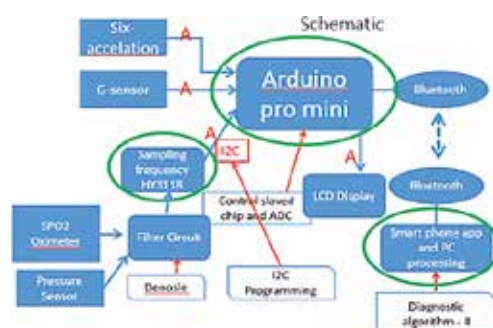 Schematic
Six-
accelation
A
G-sensor
A
Arduino
pro mini
Bluetooth
Sampling
frequency
A
I2C
A
Control slaved
chip and ADC
LCD Display
Bluetooth
SPO2
Oximeter
Filter Circuit
Smart phone app
and PC
processing
Pressure
Sensor
Denosie
I2C
Programming
Diagnostic
algorithm - II